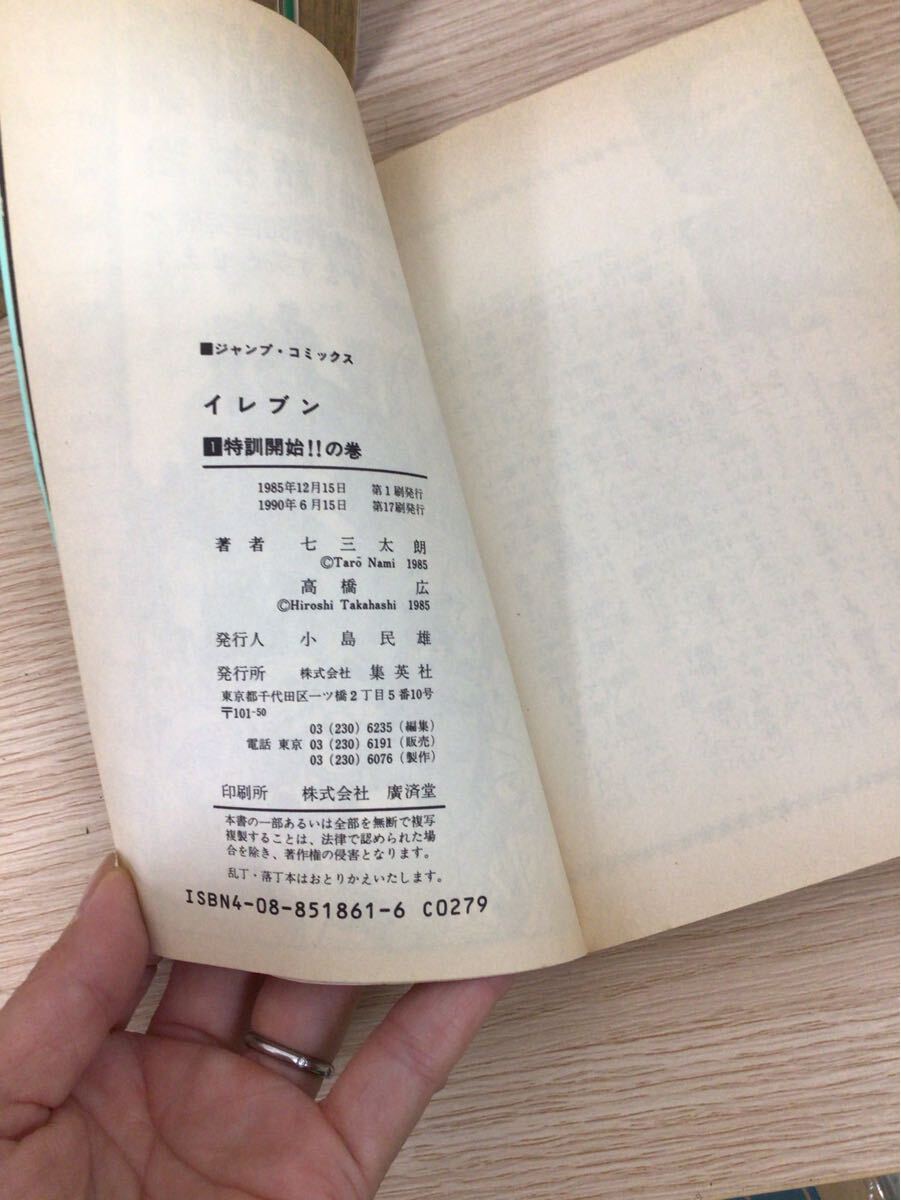 ■ジャンプ・コミックス
イレブン
1特訓開始!!の巻
1985年12月15日 第1刷発行
1990年6月15日 第17刷発行
著者 七三太朗
©Tarō Nami 1985
高橋広
©Hiroshi Takahashi 1985
発行人 小島民雄
発行所 株式会社 集英社
東京都千代田区一ツ橋2丁目5番10号
〒101-50
03(230)6235(編集)
電話 東京 03(230)6191(販売)
03(230)6076(製作)
印刷所 株式会社 廣済堂
本書の一部あるいは全部を無断で複写
複製することは、法律で認められた場
合を除き、著作権の侵害となります。
乱丁・落丁本はおとりかえいたします。
ISBN4-08-851861-6 C0279